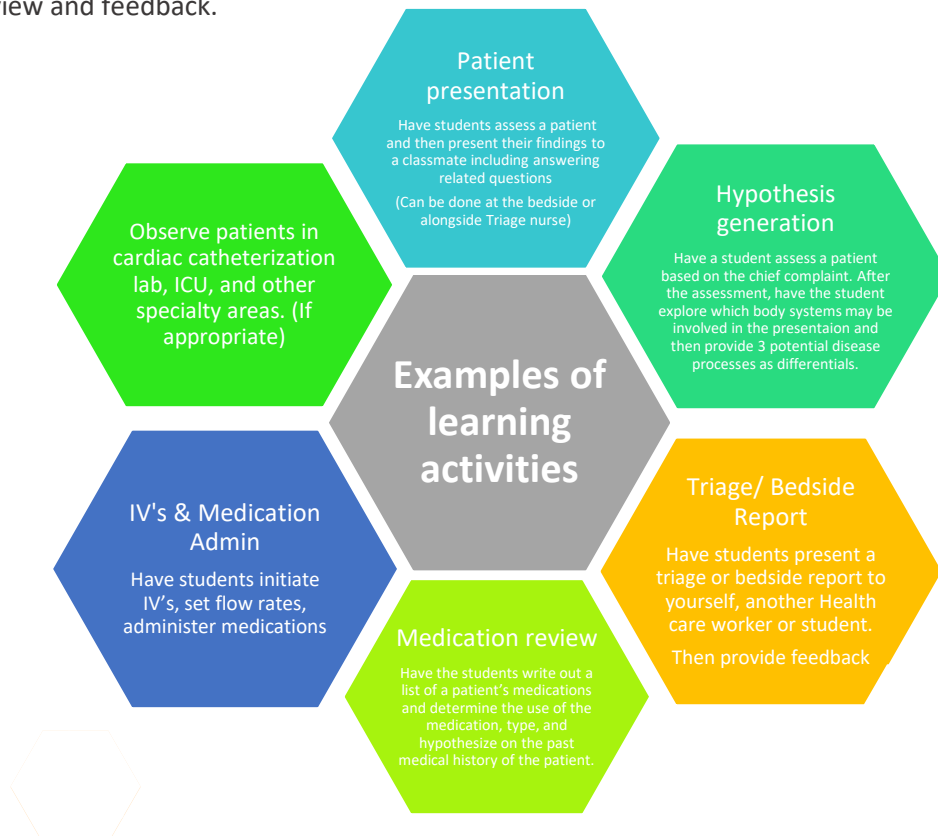 view and feedback.
Patient
presentation
Have students assess a patient
and then present their findings to
a classmate including answering
related questions
(Can be done at the bedside or
alongside Triage nurse)
Hypothesis
generation
Have a student assess a patient
based on the chief complaint. After
the assessment, have the student
explore which body systems may be
involved in the presentaion and
then provide 3 potential disease
processes as differentials.
Observe patients in
cardiac catheterization
lab, ICU, and other
specialty areas. (If
appropriate)
Examples of
learning
activities
Triage/ Bedside
Report
Have students present a
triage or bedside report to
yourself, another Health
care worker or student.
Then provide feedback
IV's & Medication
Admin
Have students initiate
IV’s, set flow rates,
administer medications
Medication review
Have the students write out a
list of a patient’s medications
and determine the use of the
medication, type, and
hypothesize on the past
medical history of the patient.